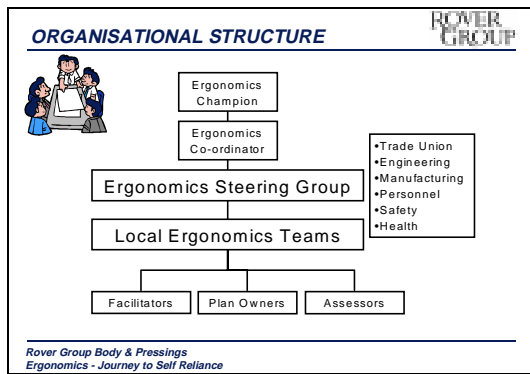 ORGANISATIONAL STRUCTURE
ROVER
GROUP
Ergonomics
Champion
Ergonomics
Co-ordinator
Ergonomics Steering Group
Local Ergonomics Teams
•Trade Union
•Engineering
•Manufacturing
•Personnel
•Safety
•Health
Facilitators
Plan Owners
Assessors
Rover Group Body & Pressings
Ergonomics - Journey to Self Reliance